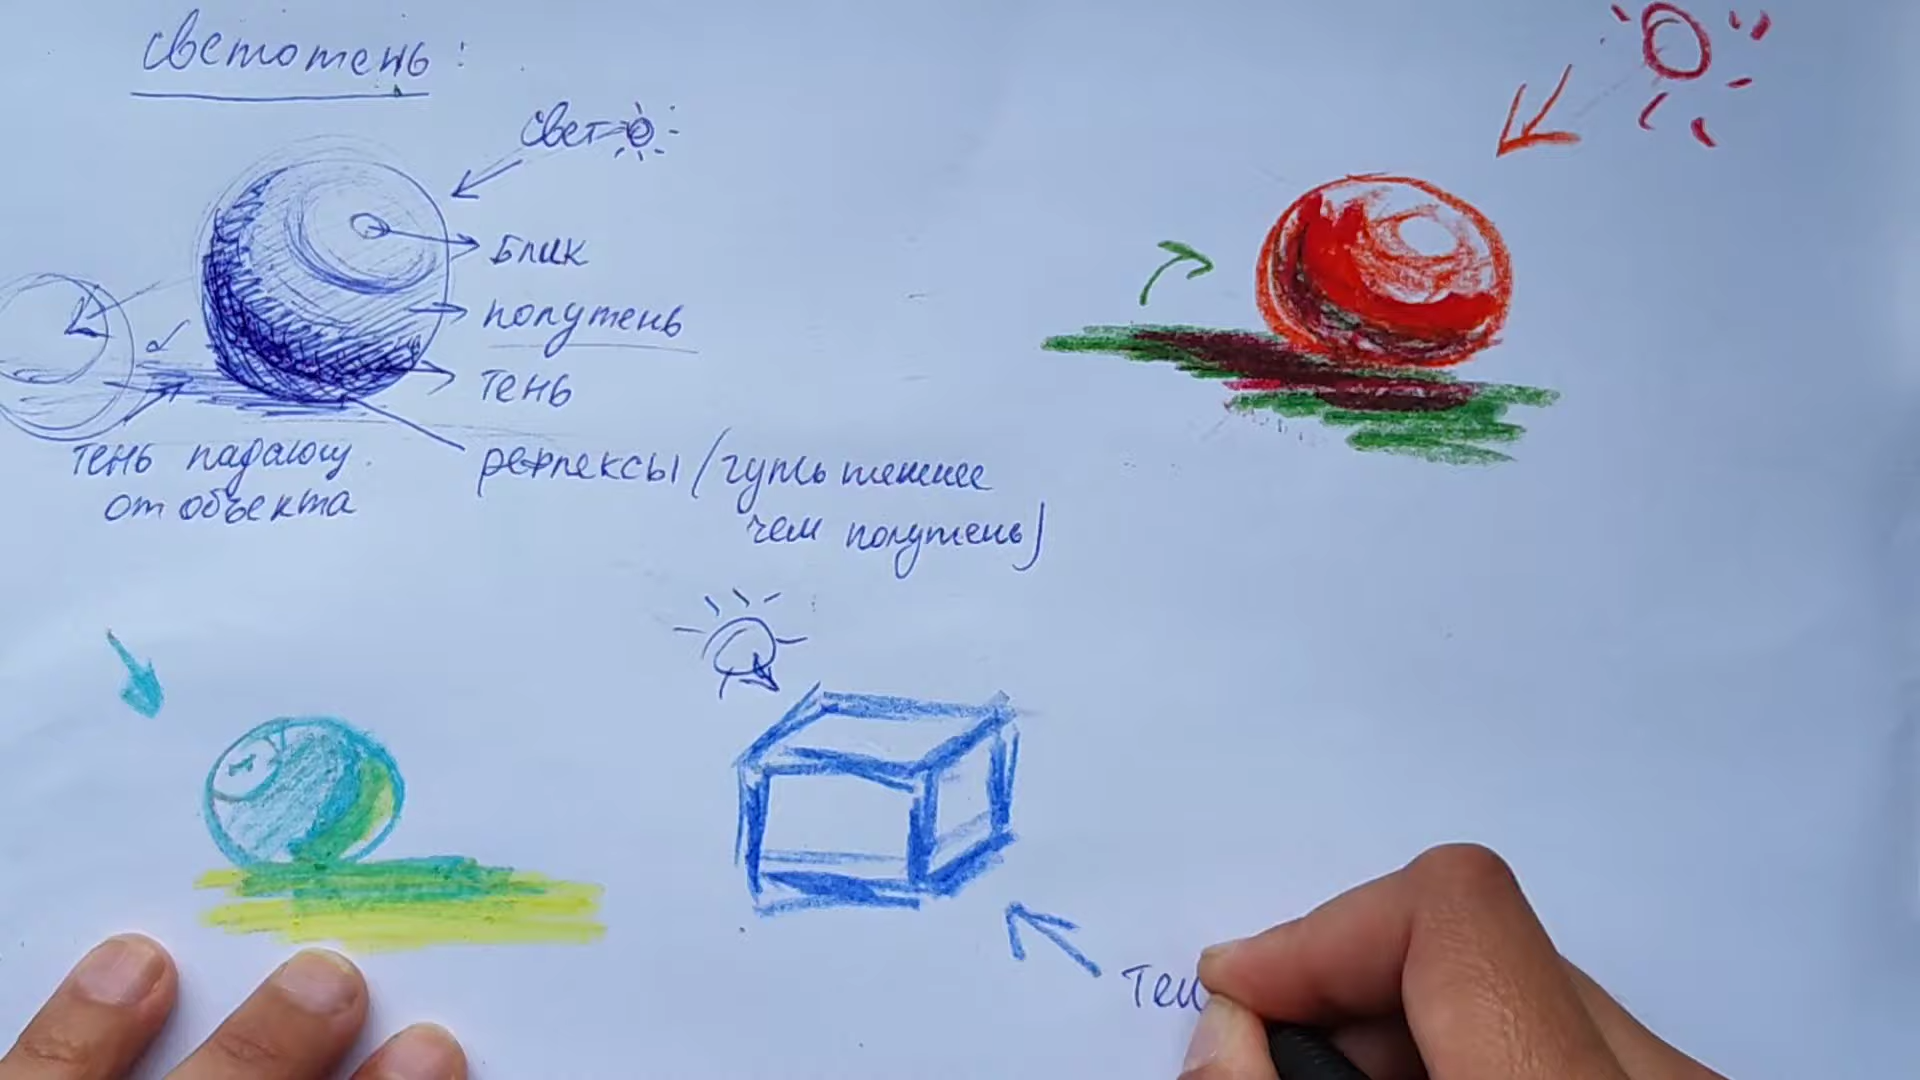 светотень:
свет
блик
полутень
тень
тень падающ.
от объекта
рефлексы (чуть темнее
чем полутень)
Тен